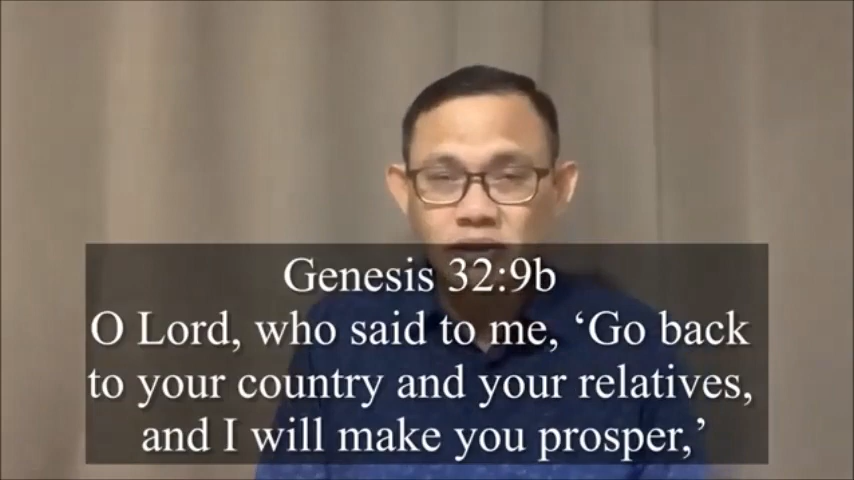 Genesis 32:9b
O Lord, who said to me, ‘Go back
to your country and your relatives,
and I will make you prosper,’